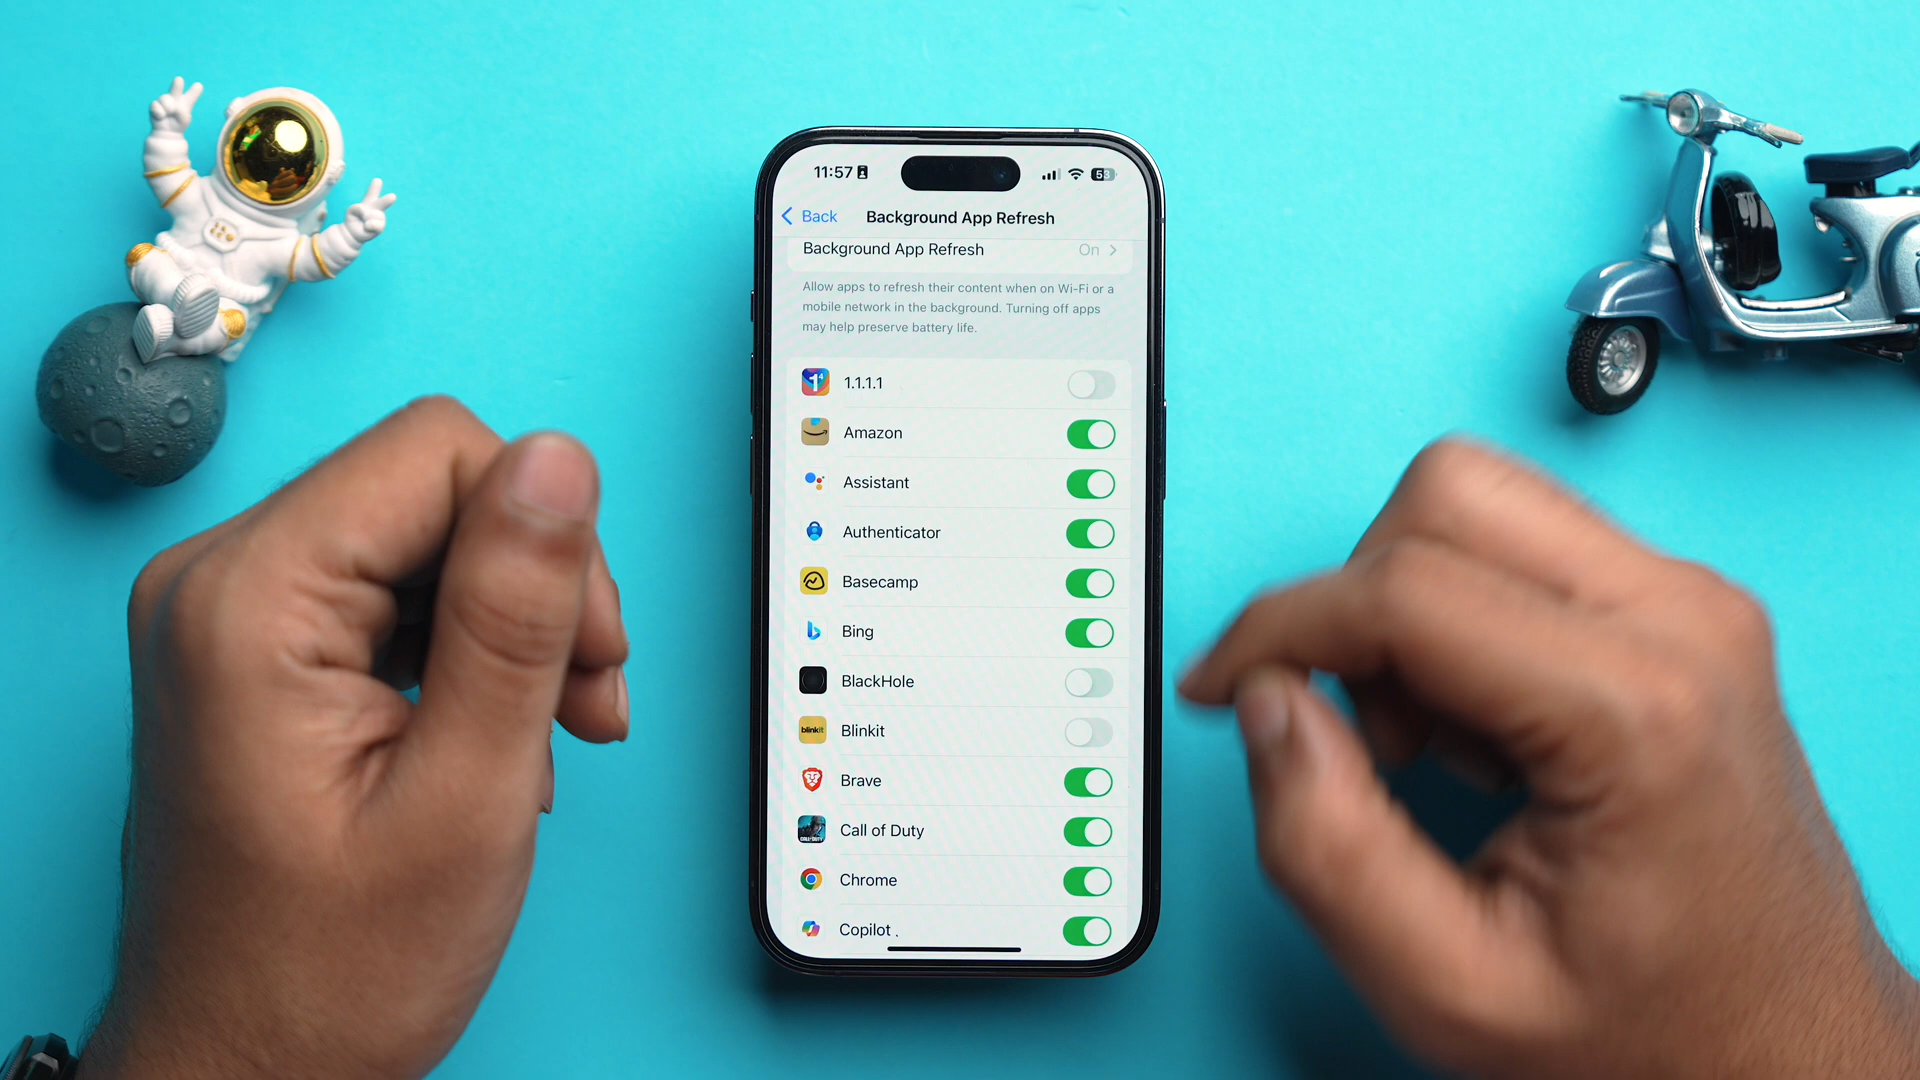 11:57
53
Back
Background App Refresh
Background App Refresh On
Allow apps to refresh their content when on Wi-Fi or a
mobile network in the background. Turning off apps
may help preserve battery life.
1.1.1.1
Amazon
Assistant
Authenticator
Basecamp
Bing
BlackHole
blinkit
Blinkit
Brave
Call of Duty
Chrome
Copilot